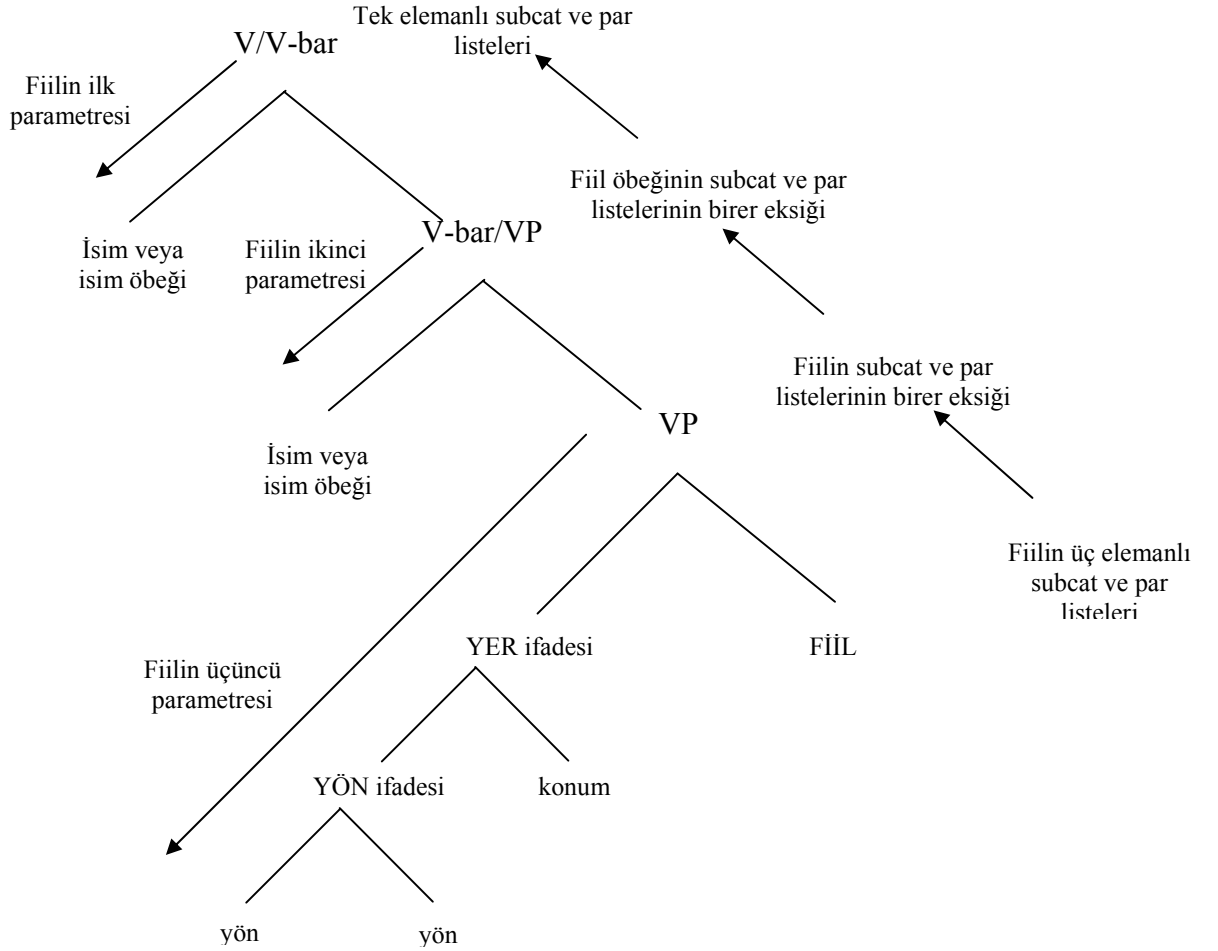 Tek elemanlı subcat ve par
listeleri
V/V-bar
Fiilin ilk
parametresi
Fiil öbeğinin subcat ve par
listelerinin birer eksiği
V-bar/VP
İsim veya
isim öbeği
Fiilin ikinci
parametresi
Fiilin subcat ve par
listelerinin birer eksiği
VP
İsim veya
isim öbeği
Fiilin üç elemanlı
subcat ve par
listeleri
YER ifadesi
FİİL
Fiilin üçüncü
parametresi
YÖN ifadesi
konum
yön
yön